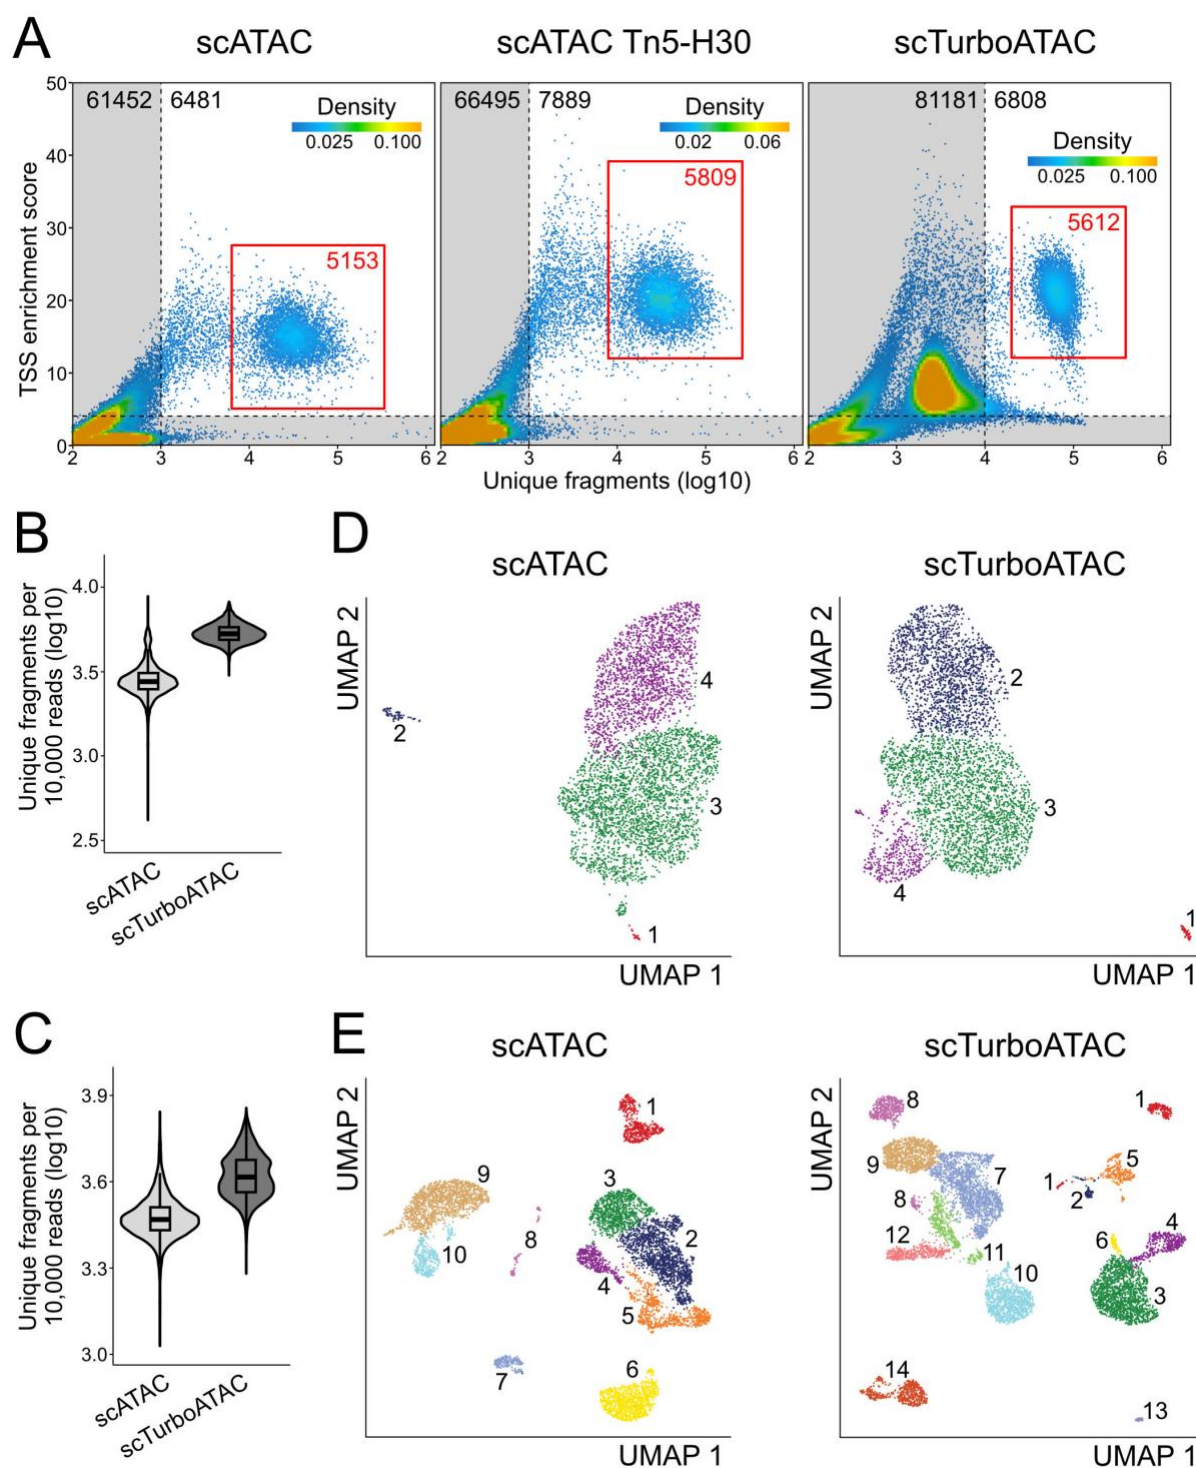 A
scATAC
scATAC Tn5-H30
scTurboATAC
TSS enrichment score
50
40
30
20
10
0
61452
6481
Density
0.025 0.100
5153
2 3 4 5 6
66495
7889
Density
0.02 0.06
5809
2 3 4 5 6
81181
6808
Density
0.025 0.100
5612
2 3 4 5 6
Unique fragments (log10)
B
Unique fragments per
10,000 reads (log10)
4.0
3.5
3.0
2.5
scATAC
scTurboATAC
D
scATAC
UMAP 2
4
2
3
1
UMAP 1
scTurboATAC
UMAP 2
2
3
4
1
UMAP 1
C
Unique fragments per
10,000 reads (log10)
3.9
3.6
3.3
3.0
scATAC
scTurboATAC
E
scATAC
UMAP 2
1
3
9
2
8
10
4
5
6
7
UMAP 1
scTurboATAC
UMAP 2
8
1
9
7
5
1
2
8
4
12
6
11
10
3
14
13
UMAP 1